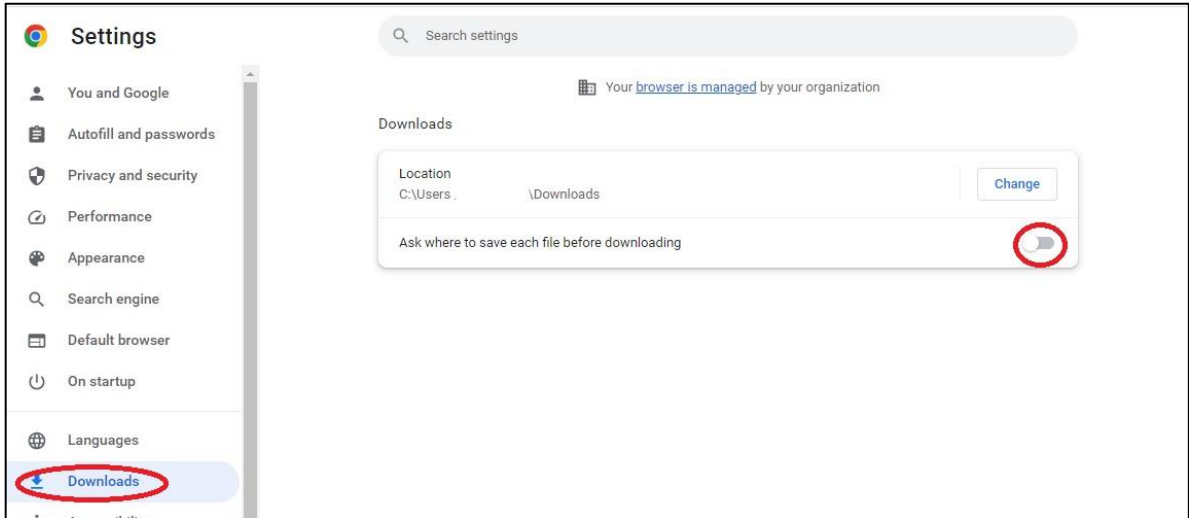 Settings
Search settings
You and Google
Autofill and passwords
Privacy and security
Performance
Appearance
Search engine
Default browser
On startup
Languages
Downloads
Your browser is managed by your organization
Downloads
Location
C:\Users \Downloads
Change
Ask where to save each file before downloading